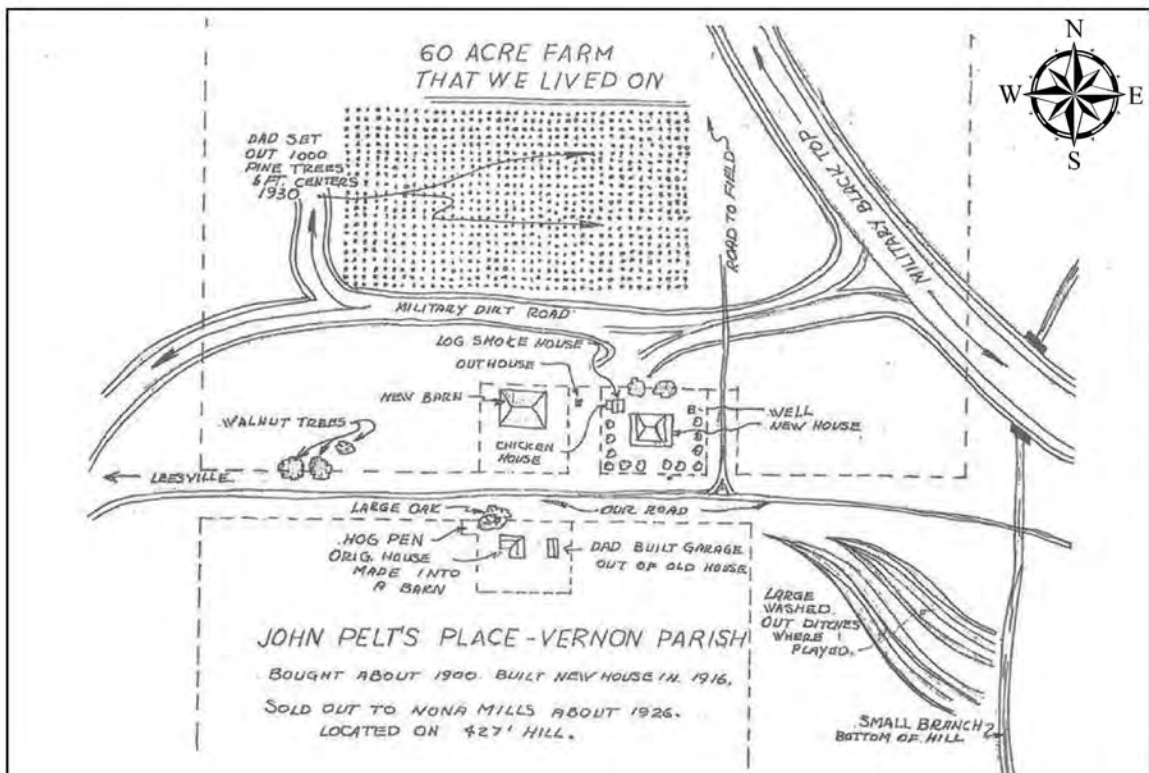 60 ACRE FARM
THAT WE LIVED ON
N
W
E
S
DAD SET
OUT 1000
PINE TREES
6 FT. CENTERS
1930
MILITARY BLACK TOP
ROAD TO FIELD
MILITARY DIRT ROAD
LOG SMOKE HOUSE
OUTHOUSE
NEW BARN
WELL
NEW HOUSE
WALNUT TREES
CHICKEN
HOUSE
LEESVILLE
LARGE OAK
OUR ROAD
HOG PEN
ORIG. HOUSE
MADE INTO
A BARN
DAD BUILT GARAGE
OUT OF OLD HOUSE
LARGE
WASHED
OUT DITCHES
WHERE I
PLAYED.
JOHN PELT'S PLACE - VERNON PARISH
BOUGHT ABOUT 1900. BUILT NEW HOUSE IN 1916.
SOLD OUT TO NONA MILLS ABOUT 1926.
LOCATED ON 427' HILL.
SMALL BRANCH
BOTTOM OF HILL